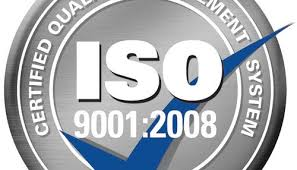 CERTIFIED SYSTEM
ISO
9001:2008